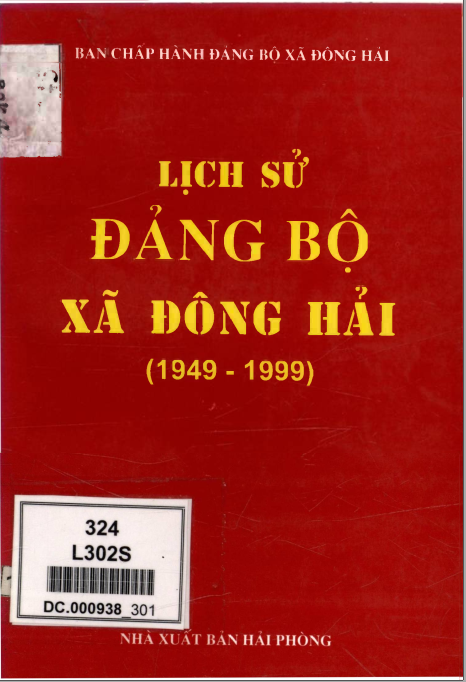 BAN CHẤP HÀNH ĐẢNG BỘ XÃ ĐÔNG HẢI
LỊCH SỬ
ĐẢNG BỘ
XÃ ĐÔNG HẢI
(1949 - 1999)
324
L302S
DC.000938_301
NHÀ XUẤT BẢN HẢI PHÒNG